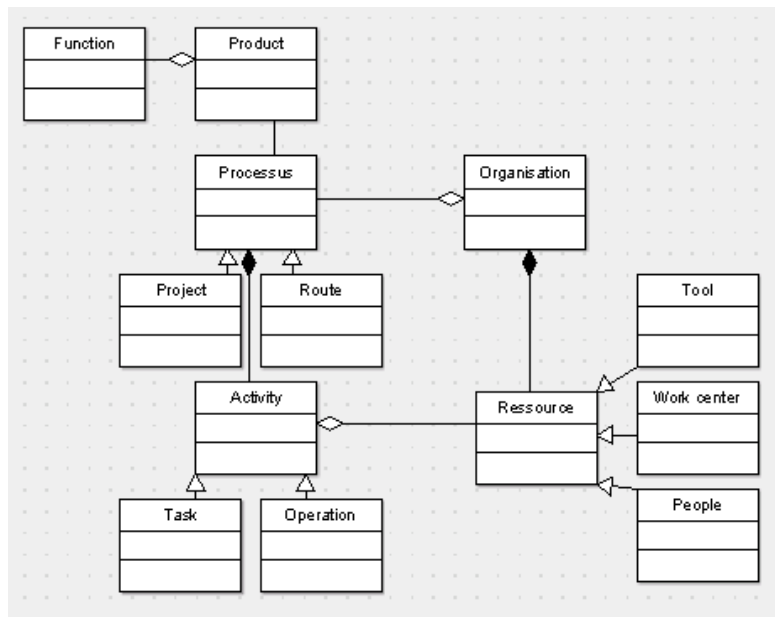 Function
Product
Processus
Organisation
Project
Route
Tool
Activity
Ressource
Work center
Task
Operation
People